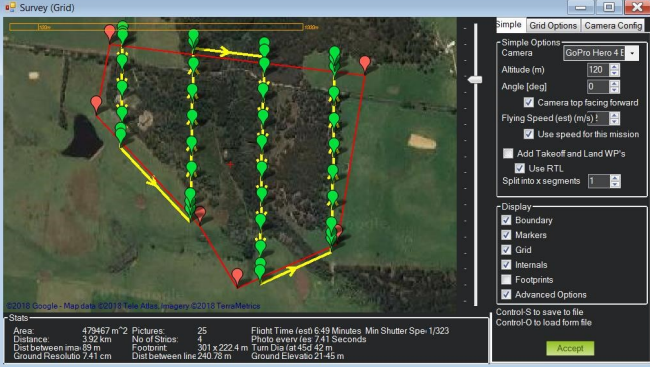 Survey (Grid)
500m
1000m
©2018 Google - Map data ©2018 Tele Atlas, Imagery ©2018 TerraMetrics
Simple
Grid Options
Camera Config
Simple Options
Camera
GoPro Hero 4 E
Altitude (m)
120
Angle [deg]
0
Camera top facing forward
Flying Speed (est) (m/s)
Use speed for this mission
Add Takeoff and Land WP's
Use RTL
Split into x segments
1
Display
Boundary
Markers
Grid
Internals
Footprints
Advanced Options
Control-S to save to file
Control-O to load form file
Accept
Stats
Area: 479467 m^2 Pictures: 25 Flight Time (est) 6:49 Minutes Min Shutter Spe 1/323
Distance: 3.92 km No of Strips: 4 Photo every (es 7.41 Seconds
Dist between ima 89 m Footprint: 301 x 222.4 m Turn Dia (at 45d 42 m
Ground Resolutio 7.41 cm Dist between line 240.78 m Ground Elevatio 21-45 m